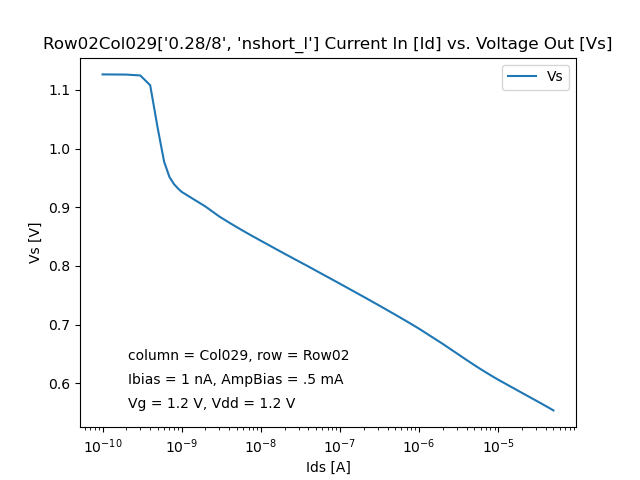 Row02Col029['0.28/8', 'nshort_l'] Current In [Id] vs. Voltage Out [Vs]
Vs
1.1
1.0
0.9
0.8
0.7
0.6
Vs [V]
column = Col029, row = Row02
Ibias = 1 nA, AmpBias = .5 mA
Vg = 1.2 V, Vdd = 1.2 V
10⁻¹⁰ 10⁻⁹ 10⁻⁸ 10⁻⁷ 10⁻⁶ 10⁻⁵
Ids [A]